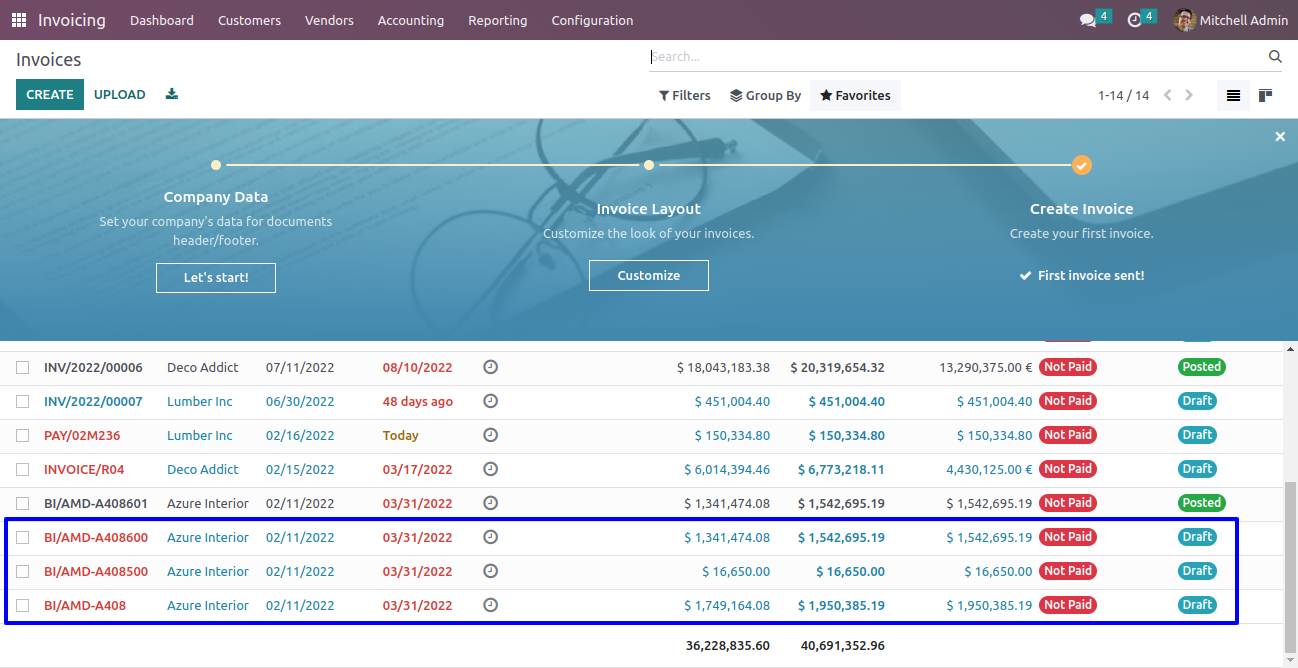 Invoicing Dashboard Customers Vendors Accounting Reporting Configuration 4 4 Mitchell Admin
Invoices
Search...
CREATE UPLOAD
Filters Group By Favorites 1-14 / 14
Company Data
Set your company's data for documents
header/footer.
Let's start!
Invoice Layout
Customize the look of your invoices.
Customize
Create Invoice
Create your first invoice.
First invoice sent!
INV/2022/00006 Deco Addict 07/11/2022 08/10/2022 $ 18,043,183.38 $ 20,319,654.32 13,290,375.00 € Not Paid Posted
INV/2022/00007 Lumber Inc 06/30/2022 48 days ago $ 451,004.40 $ 451,004.40 $ 451,004.40 Not Paid Draft
PAY/02M236 Lumber Inc 02/16/2022 Today $ 150,334.80 $ 150,334.80 $ 150,334.80 Not Paid Draft
INVOICE/R04 Deco Addict 02/15/2022 03/17/2022 $ 6,014,394.46 $ 6,773,218.11 4,430,125.00 € Not Paid Draft
BI/AMD-A408601 Azure Interior 02/11/2022 03/31/2022 $ 1,341,474.08 $ 1,542,695.19 $ 1,542,695.19 Not Paid Posted
BI/AMD-A408600 Azure Interior 02/11/2022 03/31/2022 $ 1,341,474.08 $ 1,542,695.19 $ 1,542,695.19 Not Paid Draft
BI/AMD-A408500 Azure Interior 02/11/2022 03/31/2022 $ 16,650.00 $ 16,650.00 $ 16,650.00 Not Paid Draft
BI/AMD-A408 Azure Interior 02/11/2022 03/31/2022 $ 1,749,164.08 $ 1,950,385.19 $ 1,950,385.19 Not Paid Draft
36,228,835.60 40,691,352.96